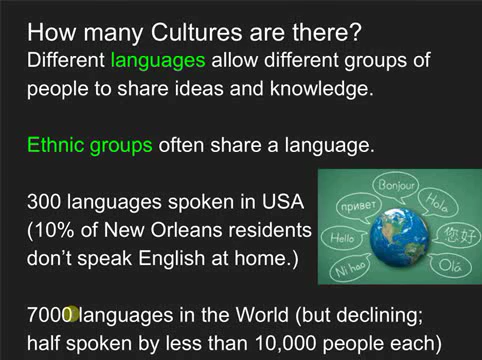 How many Cultures are there?
Different languages allow different groups of
people to share ideas and knowledge.
Ethnic groups often share a language.
300 languages spoken in USA
(10% of New Orleans residents
don't speak English at home.)
Bonjour
привет
Hola
Hello
您好
Ni hao
Olá
7000 languages in the World (but declining;
half spoken by less than 10,000 people each)